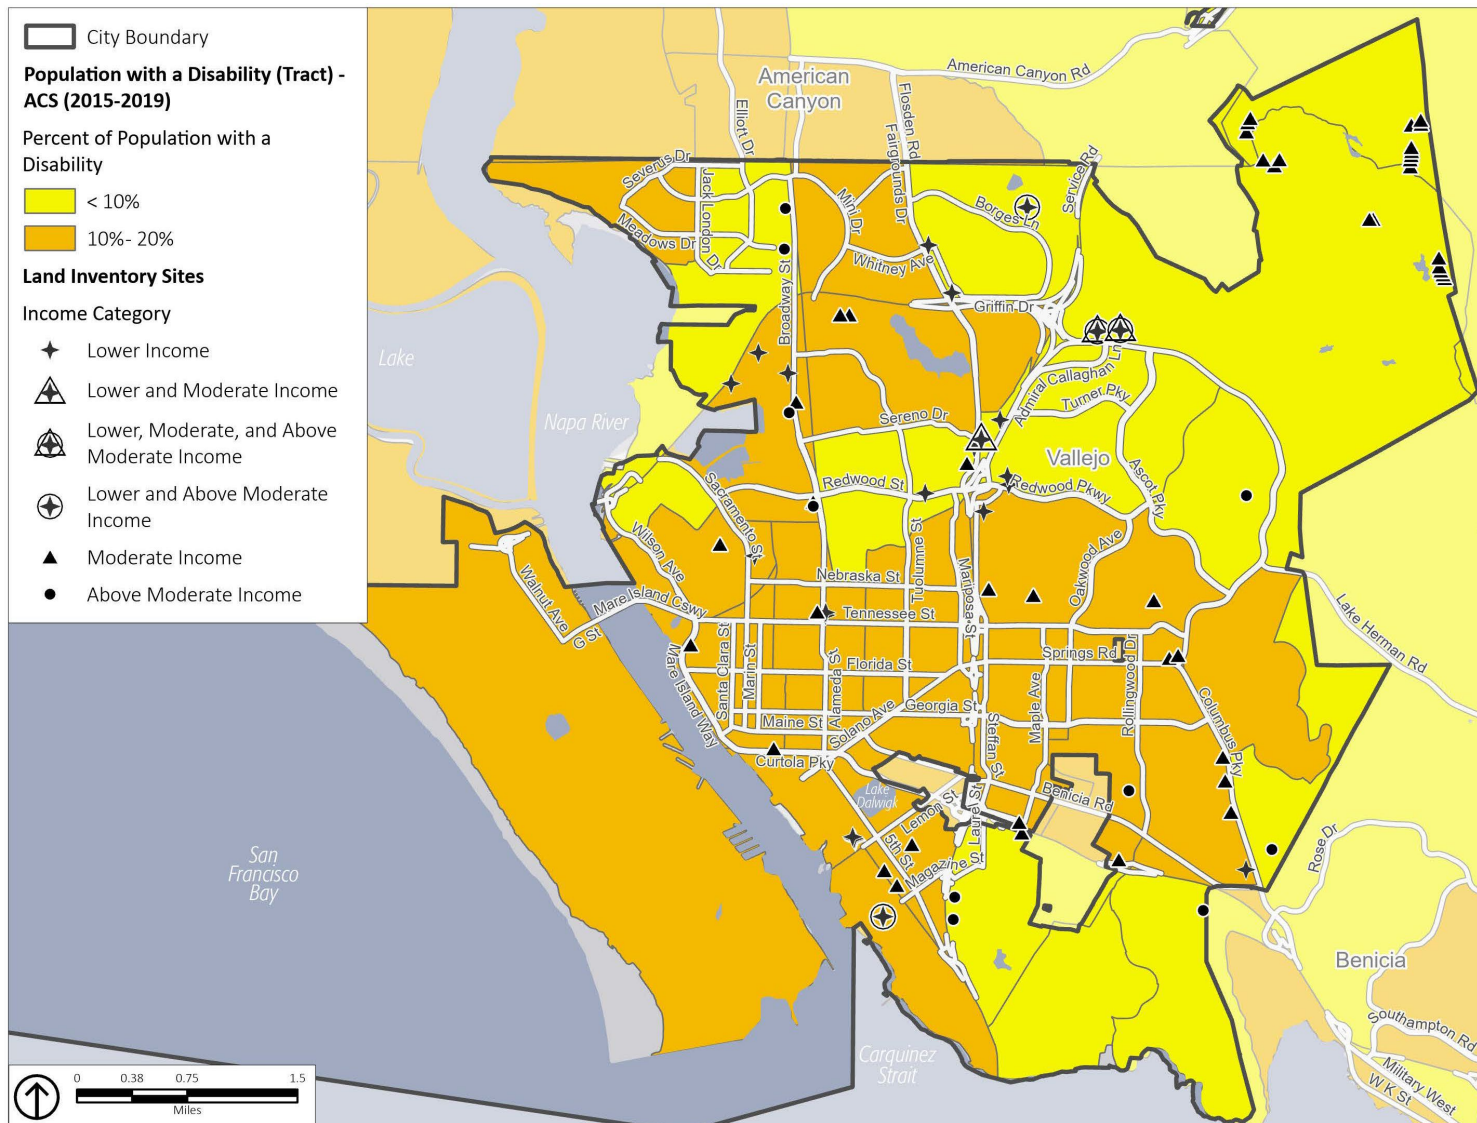 City Boundary
Population with a Disability (Tract) -
ACS (2015-2019)
Percent of Population with a
Disability
< 10%
10%- 20%
Land Inventory Sites
Income Category
Lower Income
Lower and Moderate Income
Lower, Moderate, and Above
Moderate Income
Lower and Above Moderate
Income
Moderate Income
Above Moderate Income
American
Canyon
American Canyon Rd
Elliott Dr
Flosden Rd
Fairgrounds Dr
Service Rd
Severus Dr
Jack London Dr
Meadows Dr
Mini Dr
Borges Ln
Whitney Ave
Broadway St
Griffin Dr
Lake
Napa River
Admiral Callaghan Ln
Turner Pky
Sereno Dr
Vallejo
Ascot Pky
Redwood St
Redwood Pkwy
Sacramento St
Wilson Ave
Tuolumne St
Mariposa St
Oakwood Ave
Nebraska St
Walnut Ave
G St
Mare Island Cswy
Tennessee St
Lake Herman Rd
Springs Rd
Rollingwood Dr
Florida St
Santa Clara St
Marin St
Alameda St
Mare Island Way
Georgia St
Maple Ave
Columbus Pky
Maine St
Solano Ave
Steffan St
Curtola Pky
Benicia Rd
Lake
Dalwigk
Lemon St
Laurel St
5th St
Magazine St
Rose Dr
San
Francisco
Bay
Benicia
Southampton Rd
Carquinez
Strait
Military West
W K St
0 0.38 0.75 1.5
Miles